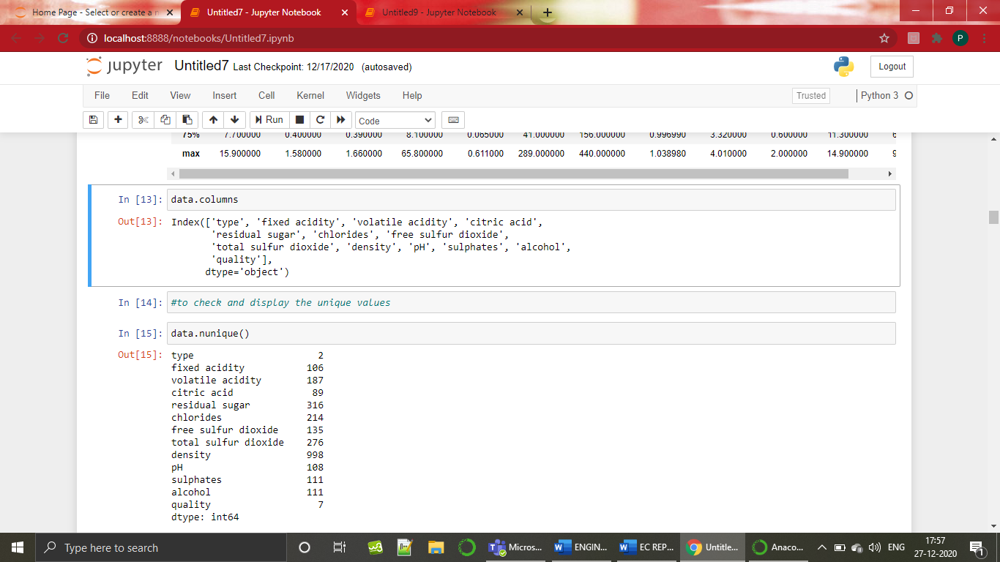 Home Page - Select or create a n
Untitled7 - Jupyter Notebook
Untitled9 - Jupyter Notebook
localhost:8888/notebooks/Untitled7.ipynb
P
jupyter Untitled7 Last Checkpoint: 12/17/2020 (autosaved)
Logout
File Edit View Insert Cell Kernel Widgets Help
Trusted
Python 3
Run
Code
75% 7.700000 0.400000 0.390000 8.100000 0.065000 41.000000 156.000000 0.996990 3.320000 0.600000 11.300000 6
max 15.900000 1.580000 1.660000 65.800000 0.611000 289.000000 440.000000 1.038980 4.010000 2.000000 14.900000 9
In [13]: data.columns
Out[13]: Index(['type', 'fixed acidity', 'volatile acidity', 'citric acid',
'residual sugar', 'chlorides', 'free sulfur dioxide',
'total sulfur dioxide', 'density', 'pH', 'sulphates', 'alcohol',
'quality'],
dtype='object')
In [14]: #to check and display the unique values
In [15]: data.nunique()
Out[15]: type 2
fixed acidity 106
volatile acidity 187
citric acid 89
residual sugar 316
chlorides 214
free sulfur dioxide 135
total sulfur dioxide 276
density 998
pH 108
sulphates 111
alcohol 111
quality 7
dtype: int64
Type here to search
Micros...
ENGIN...
EC REP...
Untitle...
Anaco...
ENG
17:57
27-12-2020
1